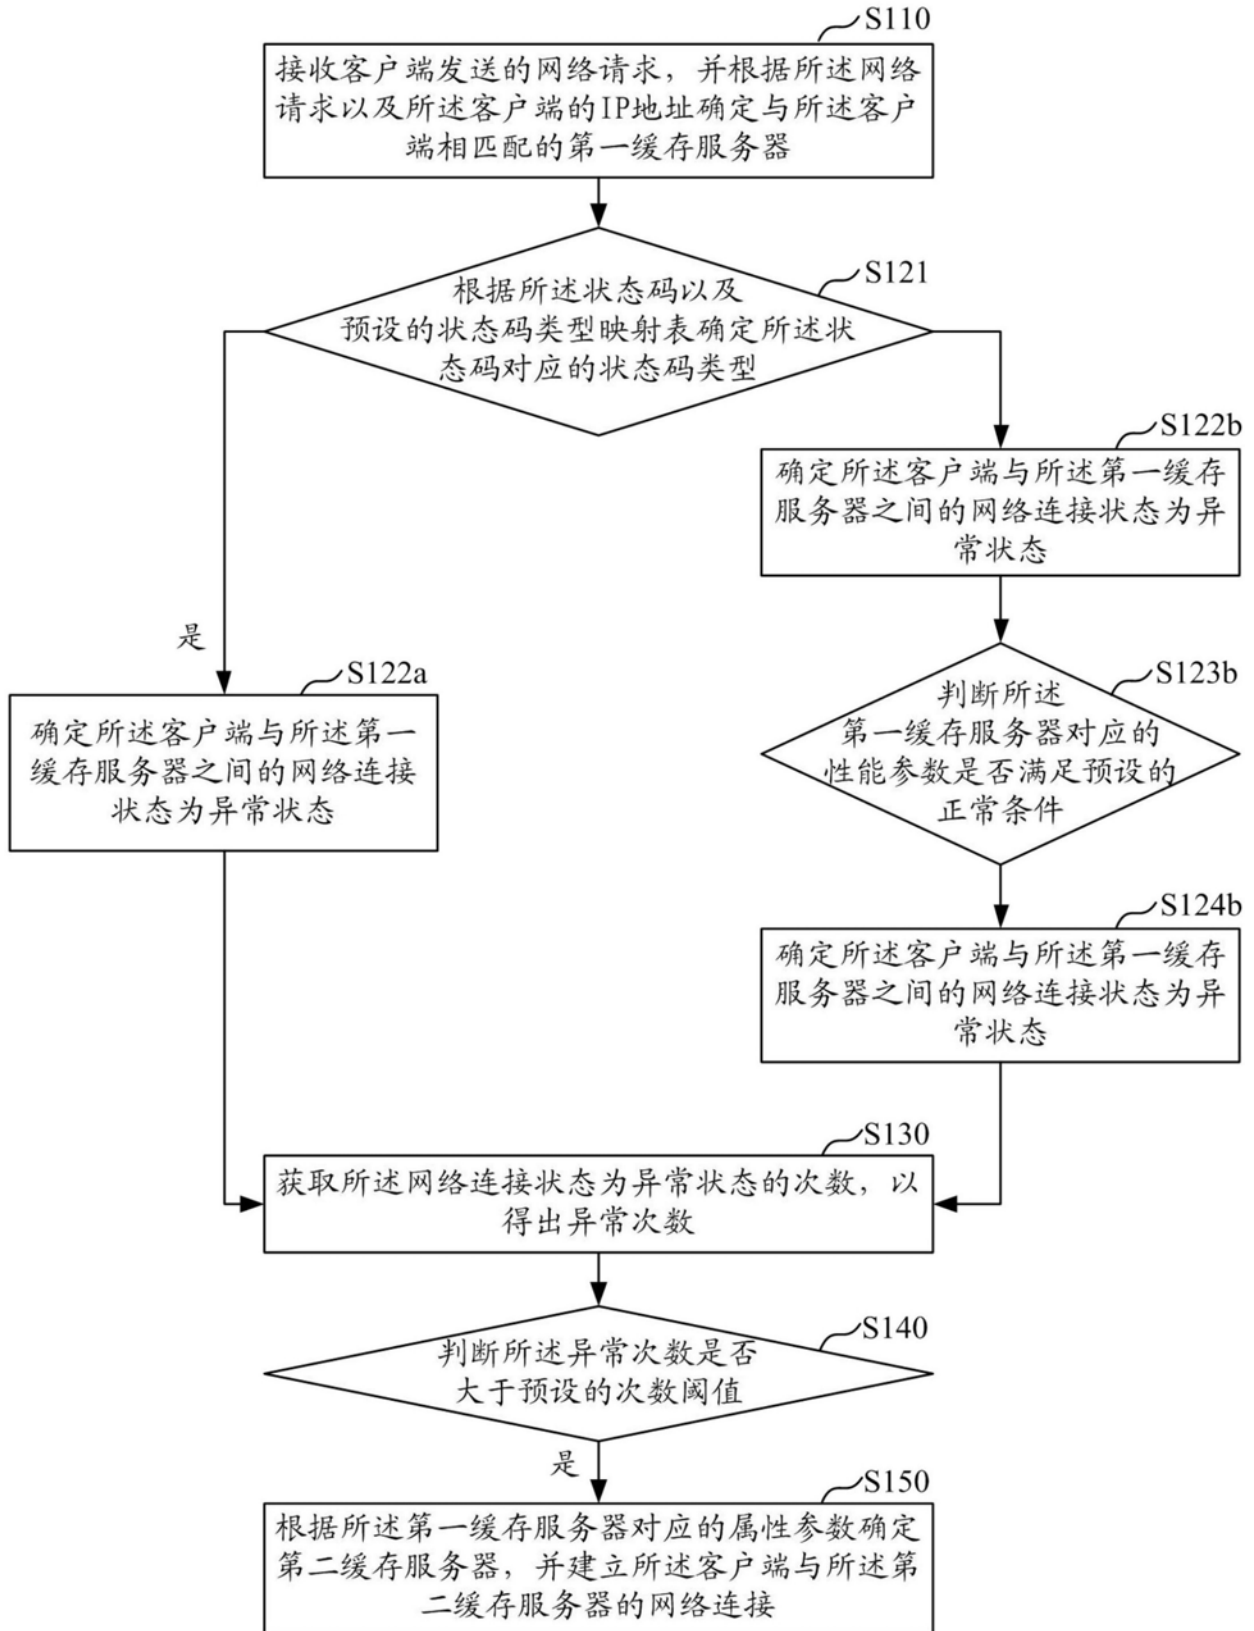 S110
接收客户端发送的网络请求，并根据所述网络
请求以及所述客户端的IP地址确定与所述客户
端相匹配的第一缓存服务器
S121
根据所述状态码以及
预设的状态码类型映射表确定所述状
态码对应的状态码类型
S122b
确定所述客户端与所述第一缓存
服务器之间的网络连接状态为异
常状态
是
S122a
确定所述客户端与所述第一
缓存服务器之间的网络连接
状态为异常状态
S123b
判断所述
第一缓存服务器对应的
性能参数是否满足预设的
正常条件
S124b
确定所述客户端与所述第一缓存
服务器之间的网络连接状态为异
常状态
S130
获取所述网络连接状态为异常状态的次数，以
得出异常次数
S140
判断所述异常次数是否
大于预设的次数阈值
是
S150
根据所述第一缓存服务器对应的属性参数确定
第二缓存服务器，并建立所述客户端与所述第
二缓存服务器的网络连接